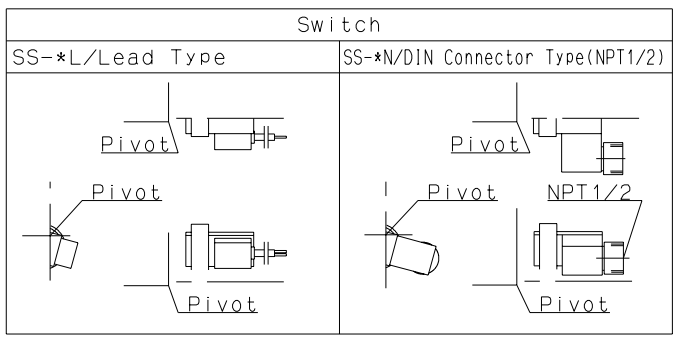 Switch
SS-*L/Lead Type
SS-*N/DIN Connector Type(NPT1/2)
Pivot
Pivot
Pivot
Pivot
Pivot
NPT1/2
Pivot